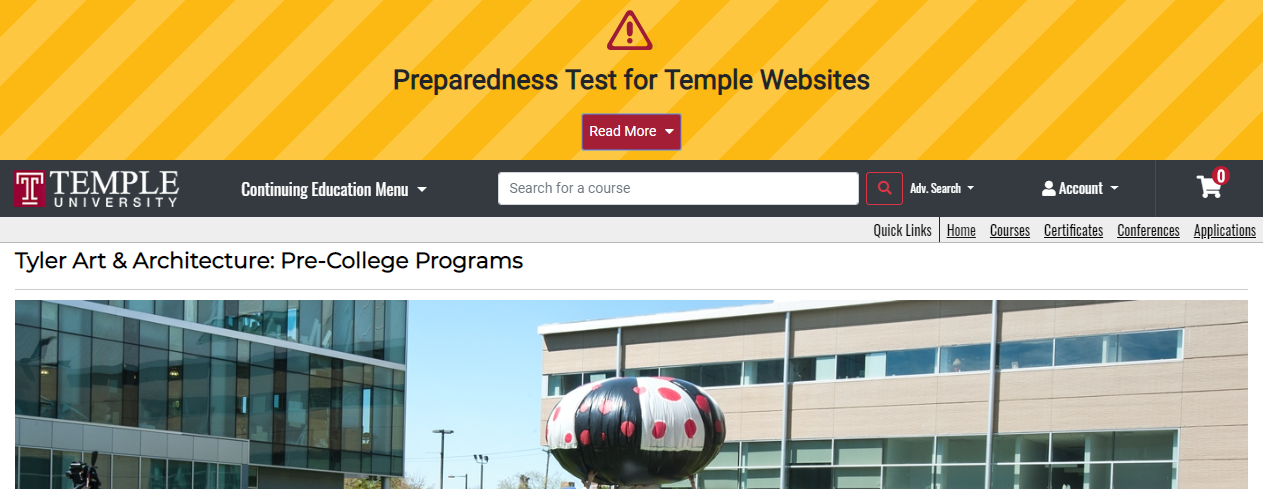 Preparedness Test for Temple Websites
Read More
TEMPLE
UNIVERSITY
Continuing Education Menu
Search for a course
Adv. Search
Account
0
Quick Links
Home
Courses
Certificates
Conferences
Applications
Tyler Art & Architecture: Pre-College Programs